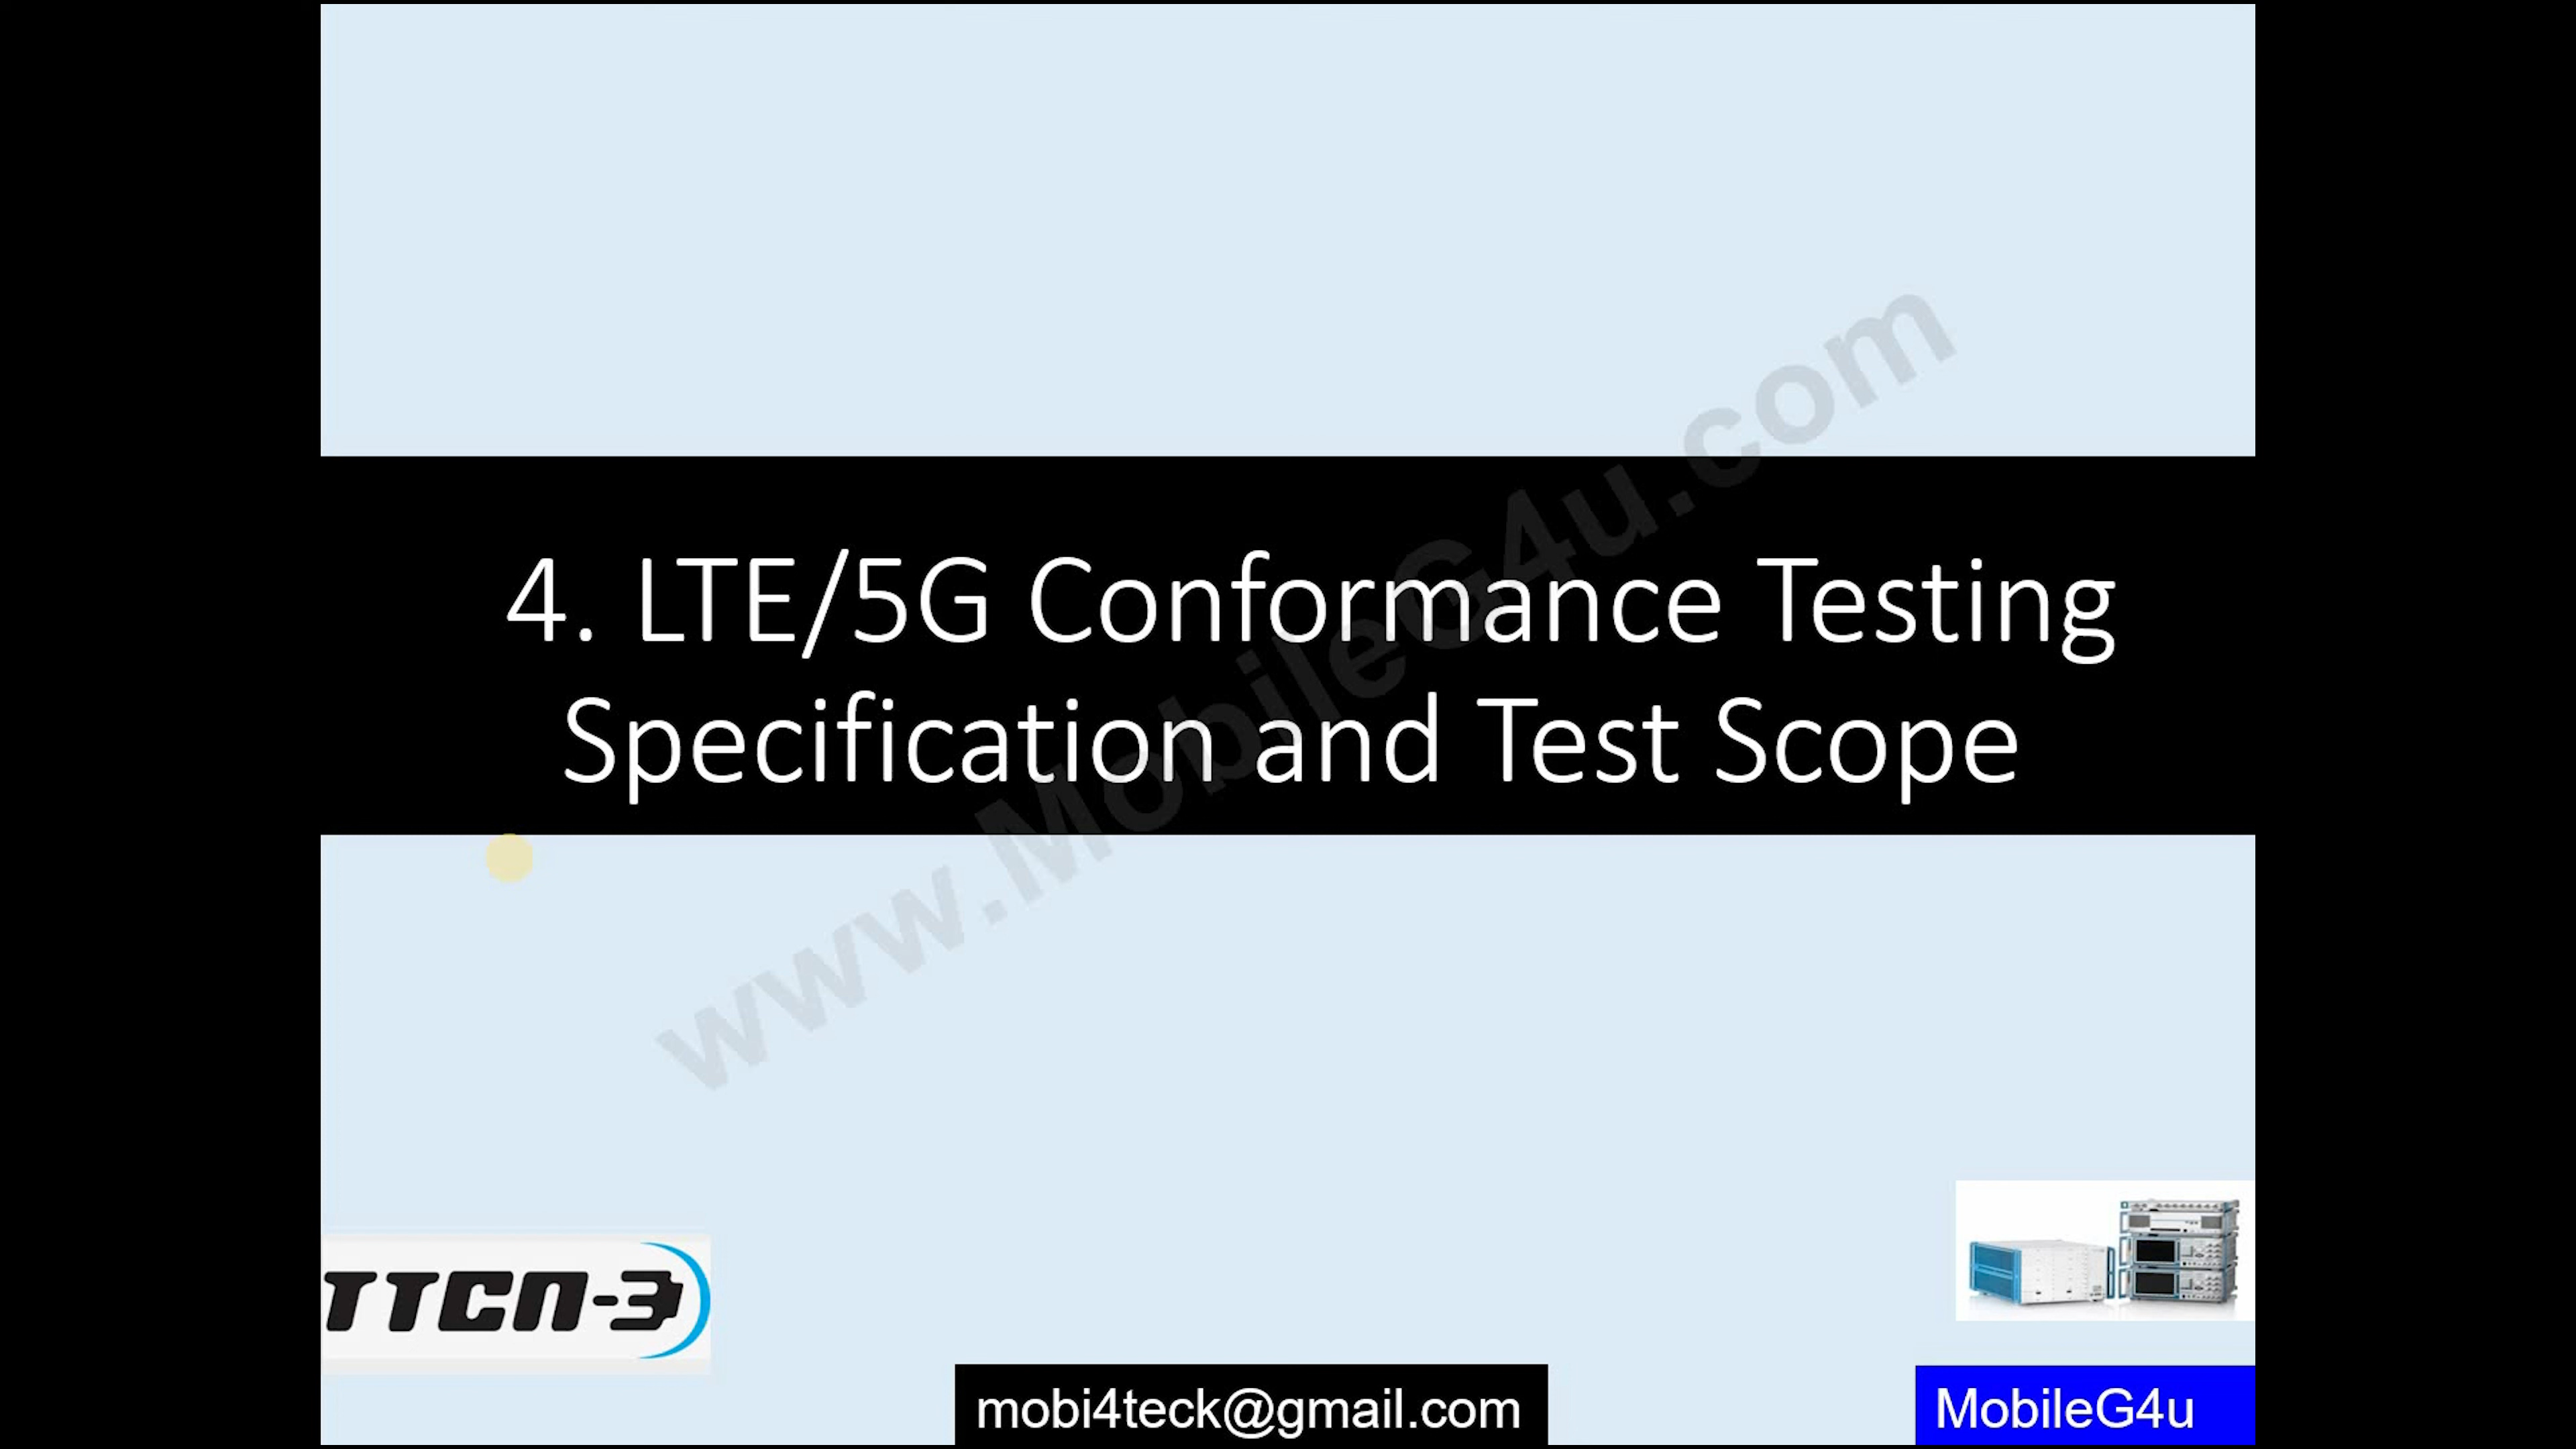 4. LTE/5G Conformance Testing
Specification and Test Scope
www.MobileG4u.com
TTCN-3
mobi4teck@gmail.com
MobileG4u